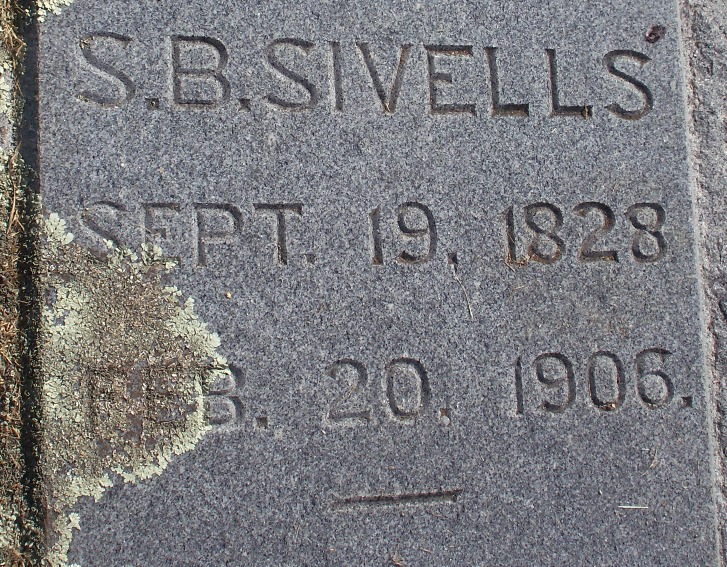 S.B.SIVELLS
SEPT. 19. 1828
FEB. 20. 1906.